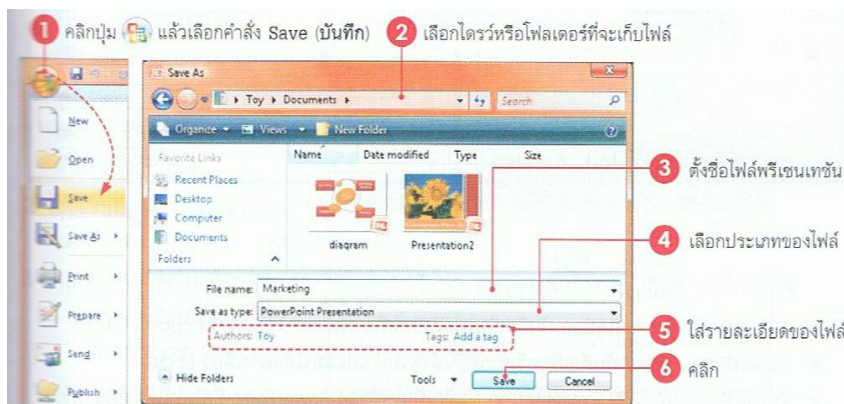 1 คลิกปุ่ม แล้วเลือกคำสั่ง Save (บันทึก)
2 เลือกไดรว์หรือโฟลเดอร์ที่จะเก็บไฟล์
Save As
Toy ▸ Documents ▸
Search
New
Open
Save
Save As
Print
Prepare
Send
Publish
Organize
Views
New Folder
Favorite Links
Recent Places
Desktop
Computer
Documents
Folders
Name Date modified Type Size
diagram
Presentation2
3 ตั้งชื่อไฟล์พรีเซนเทชัน
4 เลือกประเภทของไฟล์
File name: Marketing
Save as type: PowerPoint Presentation
Authors: Toy
Tags: Add a tag
5 ใส่รายละเอียดของไฟล์
6 คลิก
Hide Folders
Tools
Save
Cancel